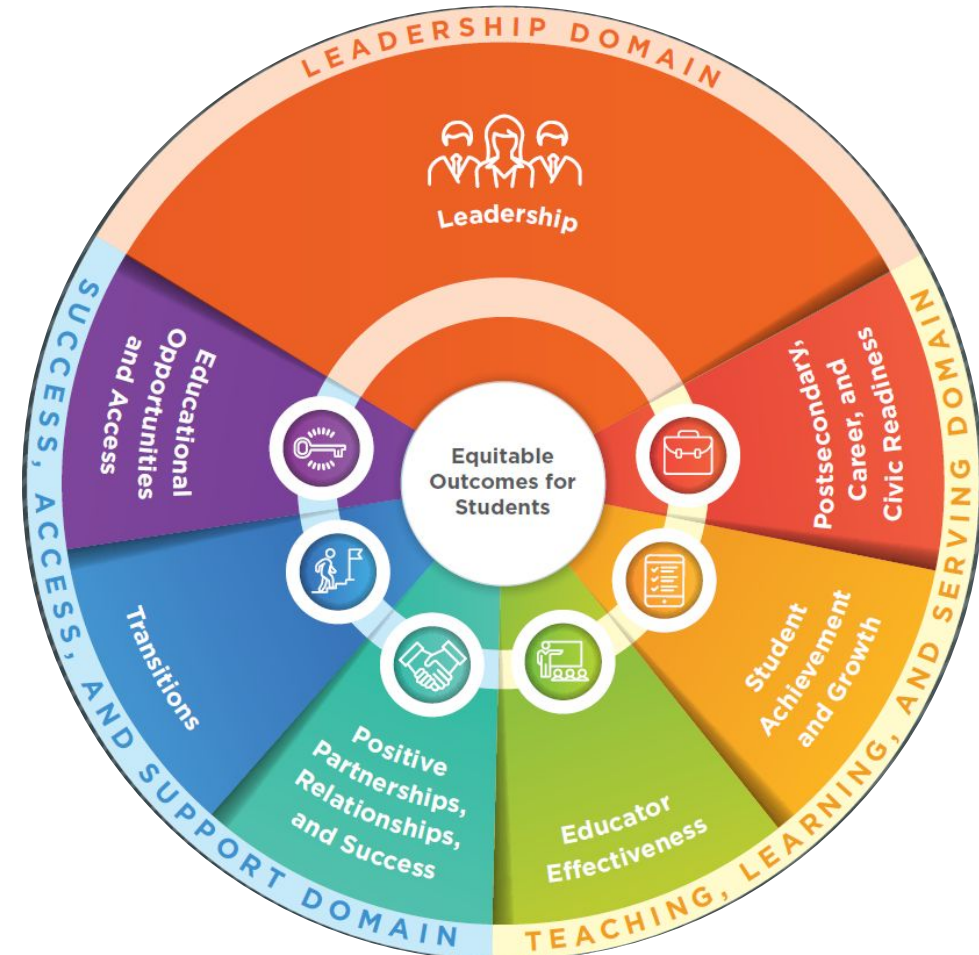 LEADERSHIP DOMAIN
Leadership
Postsecondary,
Career, and
Civic Readiness
Student
Achievement
and Growth
Educator
Effectiveness
TEACHING, LEARNING, AND SERVING DOMAIN
Positive
Partnerships,
Relationships,
and Success
Transitions
Educational
Opportunities
and Access
SUCCESS, ACCESS, AND SUPPORT DOMAIN
Equitable
Outcomes for
Students